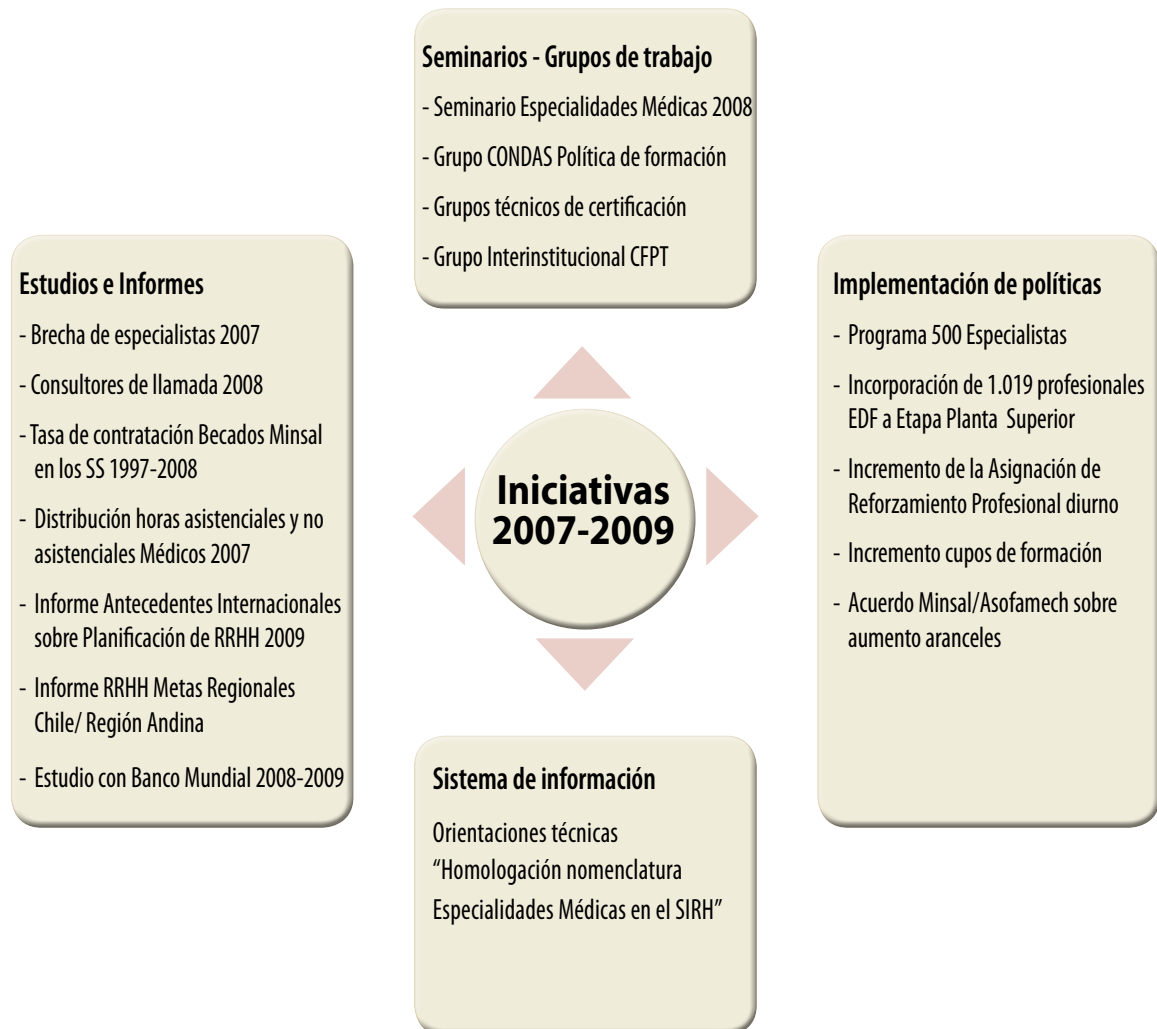 Seminarios - Grupos de trabajo
- Seminario Especialidades Médicas 2008
- Grupo CONDAS Política de formación
- Grupos técnicos de certificación
- Grupo Interinstitucional CFPT
Estudios e Informes
- Brecha de especialistas 2007
- Consultores de llamada 2008
- Tasa de contratación Becados Minsal
en los SS 1997-2008
- Distribución horas asistenciales y no
asistenciales Médicos 2007
- Informe Antecedentes Internacionales
sobre Planificación de RRHH 2009
- Informe RRHH Metas Regionales
Chile/ Región Andina
- Estudio con Banco Mundial 2008-2009
Iniciativas
2007-2009
Implementación de políticas
- Programa 500 Especialistas
- Incorporación de 1.019 profesionales
EDF a Etapa Planta Superior
- Incremento de la Asignación de
Reforzamiento Profesional diurno
- Incremento cupos de formación
- Acuerdo Minsal/Asofamech sobre
aumento aranceles
Sistema de información
Orientaciones técnicas
“Homologación nomenclatura
Especialidades Médicas en el SIRH”